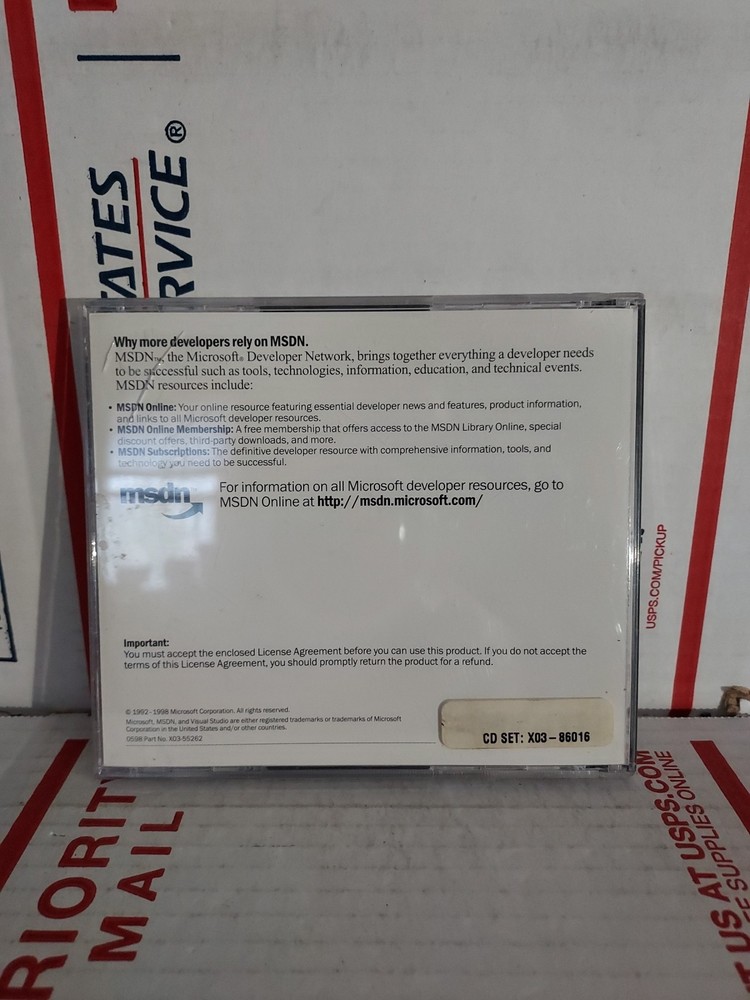 ATES
RVICE®
Why more developers rely on MSDN.
MSDN™, the Microsoft® Developer Network, brings together everything a developer needs
to be successful such as tools, technologies, information, education, and technical events.
MSDN resources include:
• MSDN Online: Your online resource featuring essential developer news and features, product information,
and links to all Microsoft developer resources.
• MSDN Online Membership: A free membership that offers access to the MSDN Library Online, special
discount offers, third-party downloads, and more.
• MSDN Subscriptions: The definitive developer resource with comprehensive information, tools, and
technology you need to be successful.
msdn
For information on all Microsoft developer resources, go to
MSDN Online at http://msdn.microsoft.com/
Important:
You must accept the enclosed License Agreement before you can use this product. If you do not accept the
terms of this License Agreement, you should promptly return the product for a refund.
© 1992-1998 Microsoft Corporation. All rights reserved.
Microsoft, MSDN, and Visual Studio are either registered trademarks or trademarks of Microsoft
Corporation in the United States and/or other countries.
0598 Part No. X03-55262
CD SET: X03-86016
USPS.COM/PICKUP
RIORIT
MAIL
T US AT USPS.COM
E SUPPLIES ONLINE